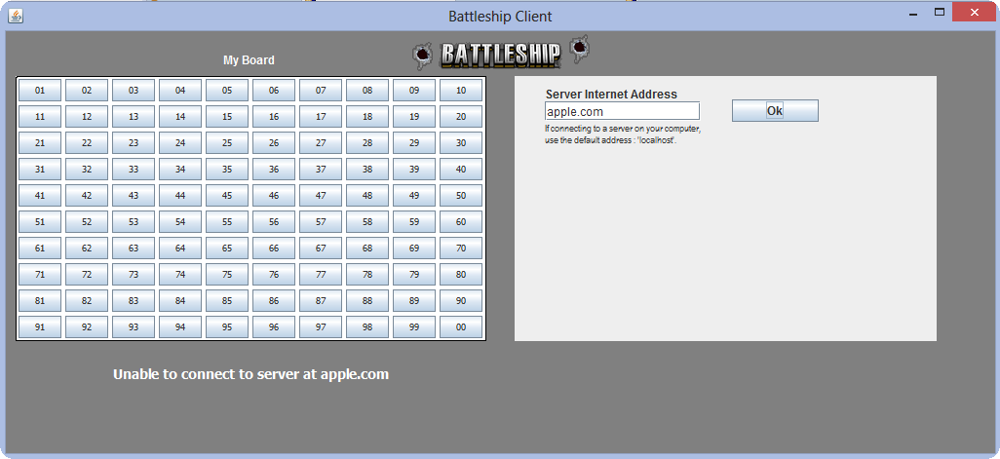 Battleship Client
My Board
BATTLESHIP
01 02 03 04 05 06 07 08 09 10
11 12 13 14 15 16 17 18 19 20
21 22 23 24 25 26 27 28 29 30
31 32 33 34 35 36 37 38 39 40
41 42 43 44 45 46 47 48 49 50
51 52 53 54 55 56 57 58 59 60
61 62 63 64 65 66 67 68 69 70
71 72 73 74 75 76 77 78 79 80
81 82 83 84 85 86 87 88 89 90
91 92 93 94 95 96 97 98 99 00
Server Internet Address
apple.com
Ok
If connecting to a server on your computer,
use the default address : 'localhost'.
Unable to connect to server at apple.com